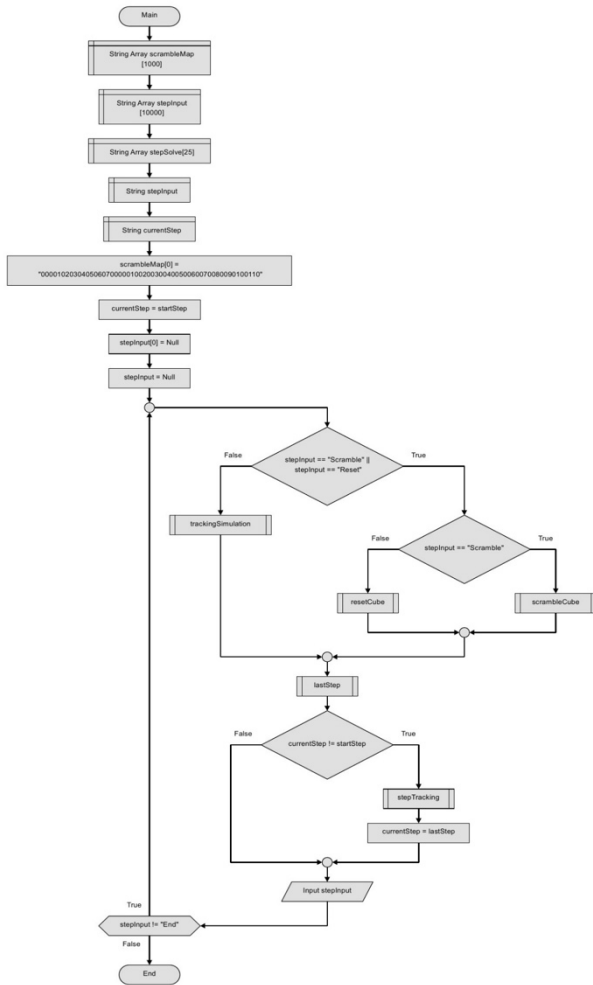 Main
String Array scrambleMap
[1000]
String Array stepInput
[10000]
String Array stepSolve[25]
String stepInput
String currentStep
scrambleMap[0] =
"0000102030405060700000100200300400500600700800901001​10"
currentStep = startStep
stepInput[0] = Null
stepInput = Null
False
stepInput == "Scramble" ||
stepInput == "Reset"
True
trackingSimulation
False
stepInput == "Scramble"
True
resetCube
scrambleCube
lastStep
False
currentStep != startStep
True
stepTracking
currentStep = lastStep
Input stepInput
True
stepInput != "End"
False
End